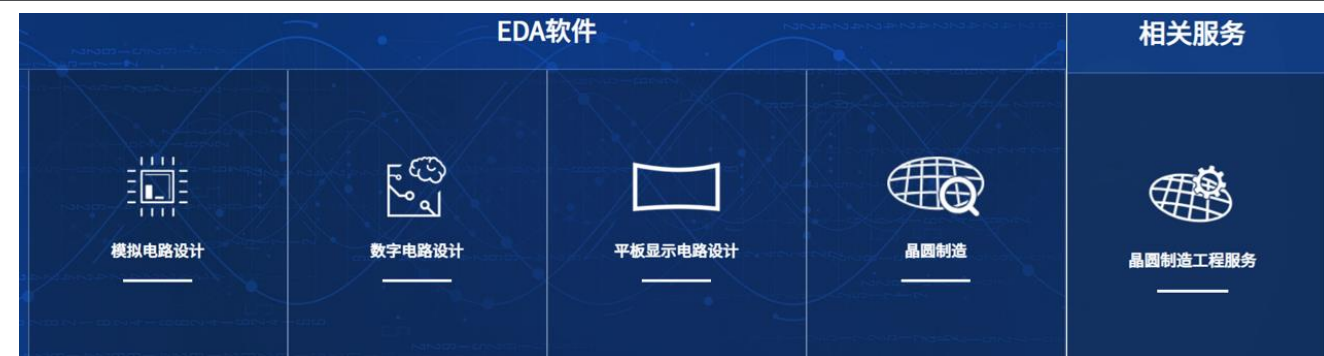 EDA软件
相关服务
模拟电路设计
数字电路设计
平板显示电路设计
晶圆制造
晶圆制造工程服务